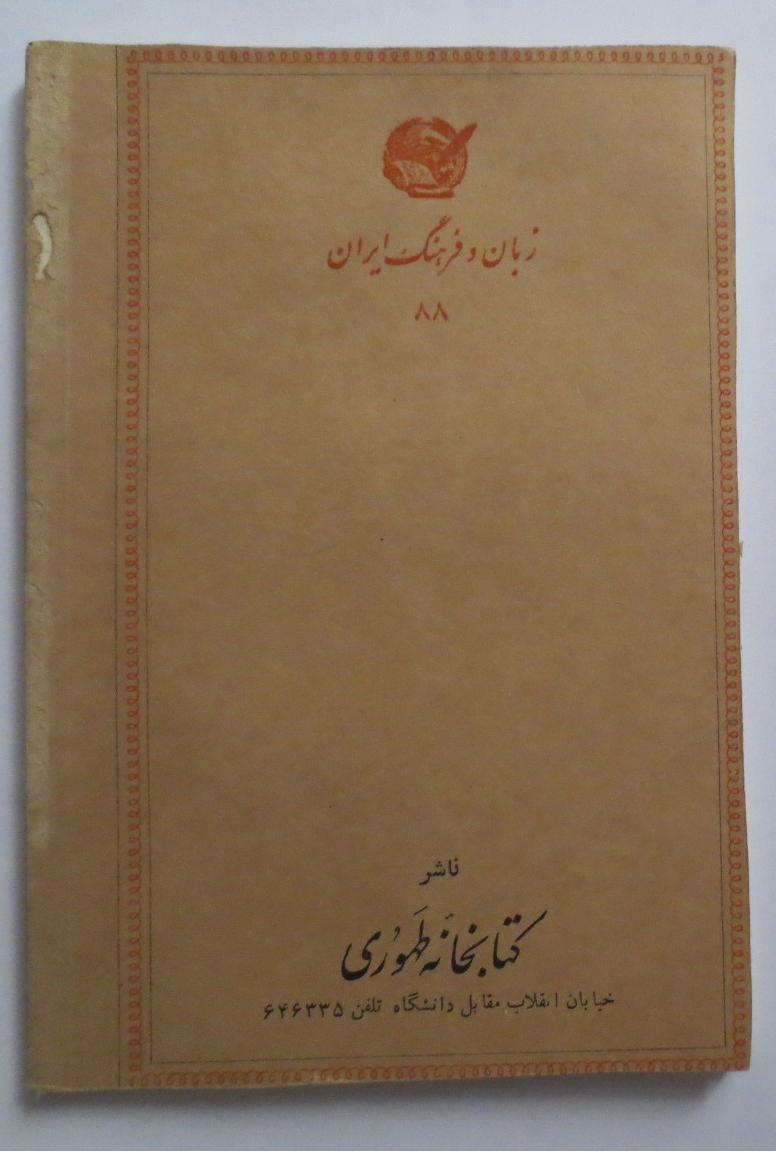 زبان و فرهنگ ایران
۸۸
ناشر
کتابخانهٔ طهوری
خیابان انقلاب مقابل دانشگاه تلفن ۶۴۶۳۳۵